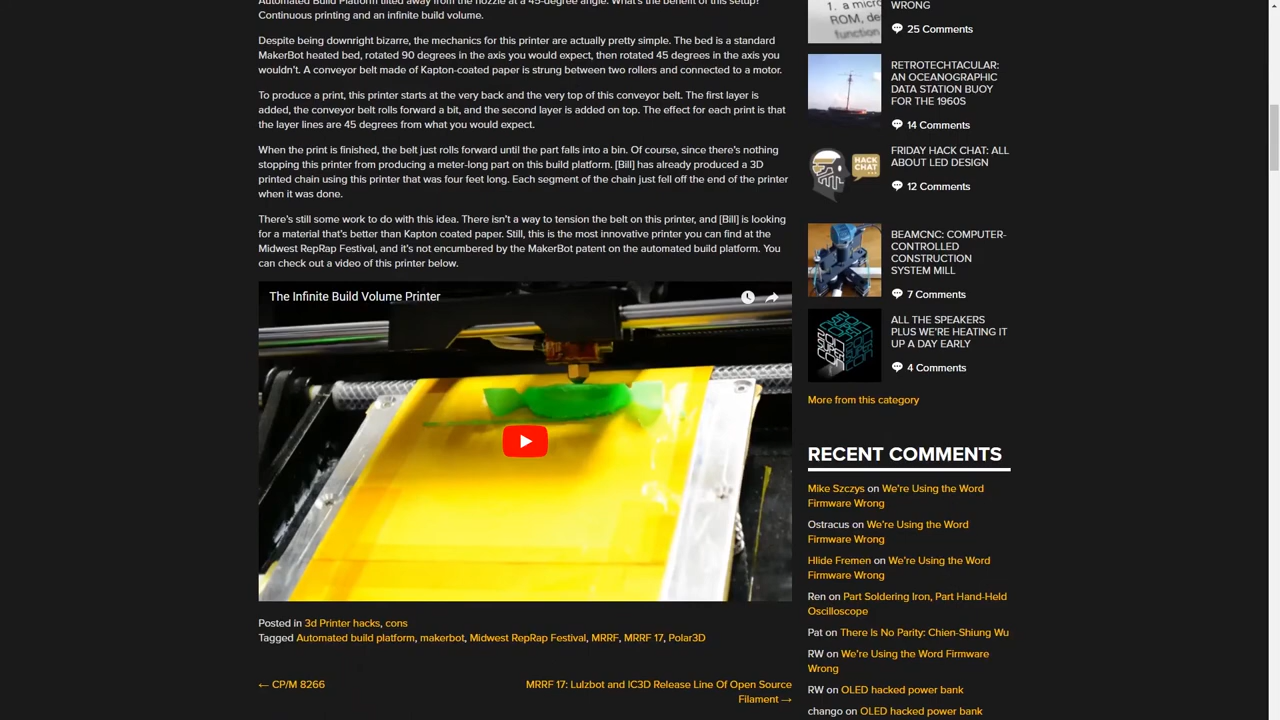 Automated Build Platform tilted away from the nozzle at a 45-degree angle. What's the benefit of this setup?
Continuous printing and an infinite build volume.
Despite being downright bizarre, the mechanics for this printer are actually pretty simple. The bed is a standard
MakerBot heated bed, rotated 90 degrees in the axis you would expect, then rotated 45 degrees in the axis you
wouldn't. A conveyor belt made of Kapton-coated paper is strung between two rollers and connected to a motor.
To produce a print, this printer starts at the very back and the very top of this conveyor belt. The first layer is
added, the conveyor belt rolls forward a bit, and the second layer is added on top. The effect for each print is that
the layer lines are 45 degrees from what you would expect.
When the print is finished, the belt just rolls forward until the part falls into a bin. Of course, since there's nothing
stopping this printer from producing a meter-long part on this build platform. [Bill] has already produced a 3D
printed chain using this printer that was four feet long. Each segment of the chain just fell off the end of the printer
when it was done.
There's still some work to do with this idea. There isn't a way to tension the belt on this printer, and [Bill] is looking
for a material that's better than Kapton coated paper. Still, this is the most innovative printer you can find at the
Midwest RepRap Festival, and it's not encumbered by the MakerBot patent on the automated build platform. You
can check out a video of this printer below.
The Infinite Build Volume Printer
Posted in 3d Printer hacks, cons
Tagged Automated build platform, makerbot, Midwest RepRap Festival, MRRF, MRRF 17, Polar3D
← CP/M 8266
MRRF 17: Lulzbot and IC3D Release Line Of Open Source
Filament →
1. a micro
ROM, de
function
WRONG
25 Comments
RETROTECHTACULAR:
AN OCEANOGRAPHIC
DATA STATION BUOY
FOR THE 1960S
14 Comments
HACK
CHAT
FRIDAY HACK CHAT: ALL
ABOUT LED DESIGN
12 Comments
BEAMCNC: COMPUTER-
CONTROLLED
CONSTRUCTION
SYSTEM MILL
7 Comments
ALL THE SPEAKERS
PLUS WE'RE HEATING IT
UP A DAY EARLY
4 Comments
More from this category
RECENT COMMENTS
Mike Szczys on We're Using the Word
Firmware Wrong
Ostracus on We're Using the Word
Firmware Wrong
Hlide Fremen on We're Using the Word
Firmware Wrong
Ren on Part Soldering Iron, Part Hand-Held
Oscilloscope
Pat on There Is No Parity: Chien-Shiung Wu
RW on We're Using the Word Firmware
Wrong
RW on OLED hacked power bank
chango on OLED hacked power bank